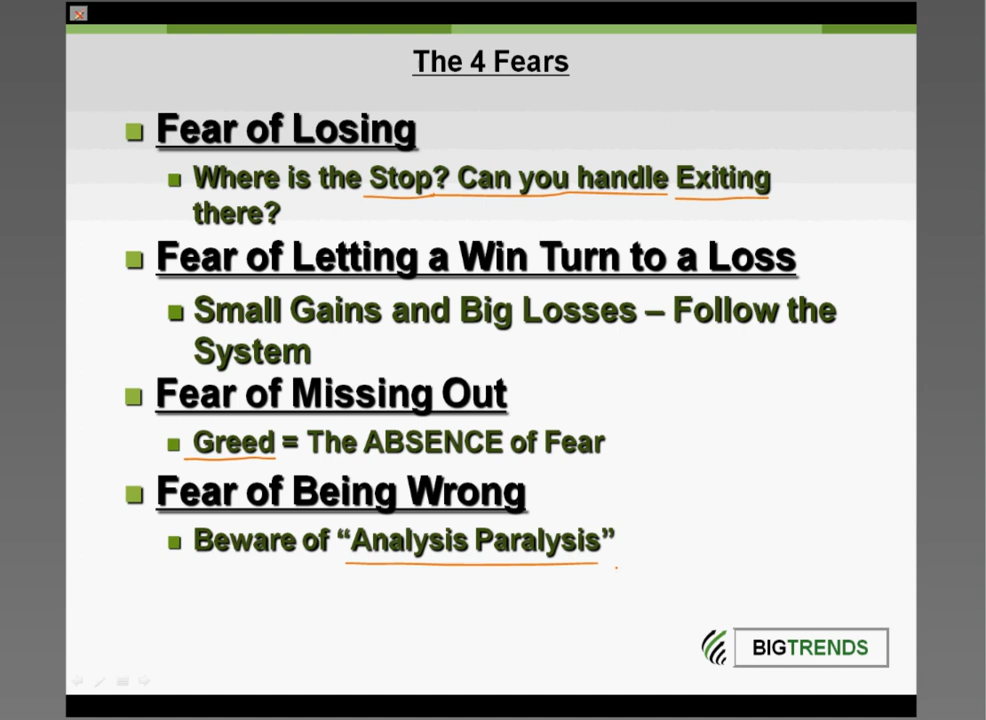 The 4 Fears
Fear of Losing
Where is the Stop? Can you handle Exiting
there?
Fear of Letting a Win Turn to a Loss
Small Gains and Big Losses – Follow the
System
Fear of Missing Out
Greed = The ABSENCE of Fear
Fear of Being Wrong
Beware of “Analysis Paralysis”
BIGTRENDS